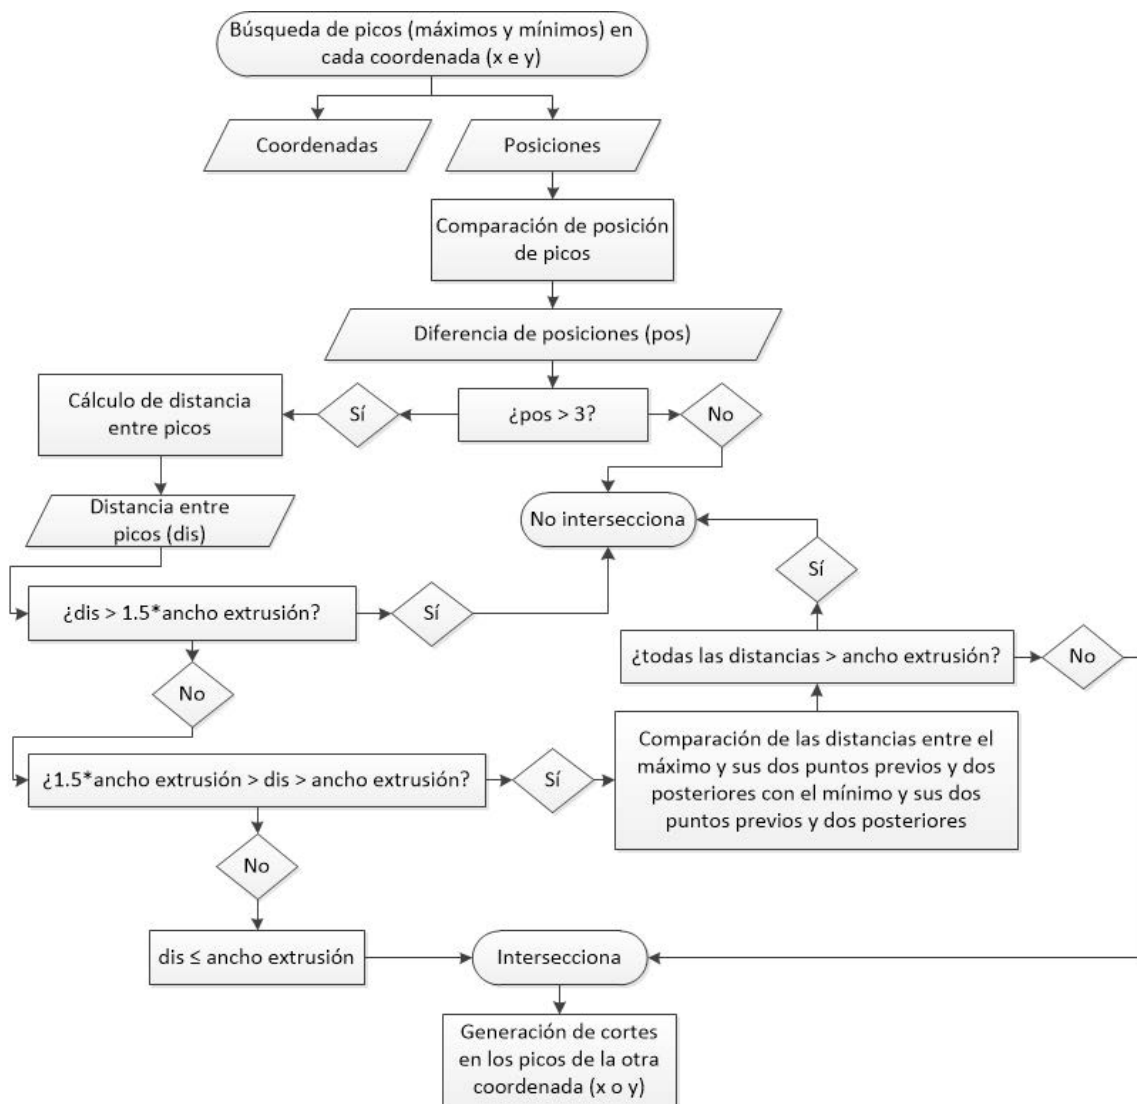 Búsqueda de picos (máximos y mínimos) en
cada coordenada (x e y)
Coordenadas
Posiciones
Comparación de posición
de picos
Diferencia de posiciones (pos)
¿pos > 3?
Sí
No
Cálculo de distancia
entre picos
Distancia entre
picos (dis)
No intersecciona
¿dis > 1.5*ancho extrusión?
Sí
Sí
No
¿todas las distancias > ancho extrusión?
No
¿1.5*ancho extrusión > dis > ancho extrusión?
Sí
Comparación de las distancias entre el
máximo y sus dos puntos previos y dos
posteriores con el mínimo y sus dos
puntos previos y dos posteriores
No
dis ≤ ancho extrusión
Intersecciona
Generación de cortes
en los picos de la otra
coordenada (x o y)